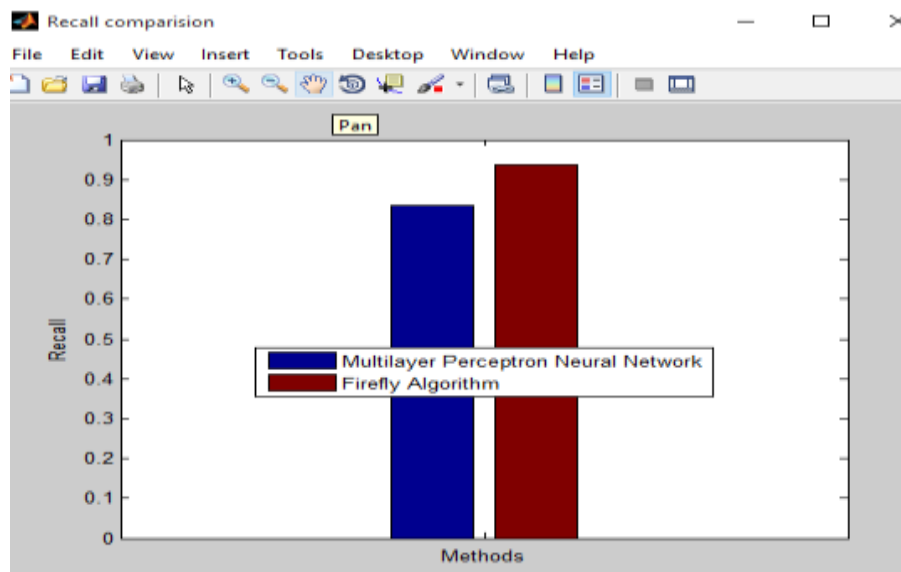 Recall comparision
File Edit View Insert Tools Desktop Window Help
Pan
1
0.9
0.8
0.7
0.6
0.5
0.4
0.3
0.2
0.1
0
Recall
Multilayer Perceptron Neural Network
Firefly Algorithm
Methods